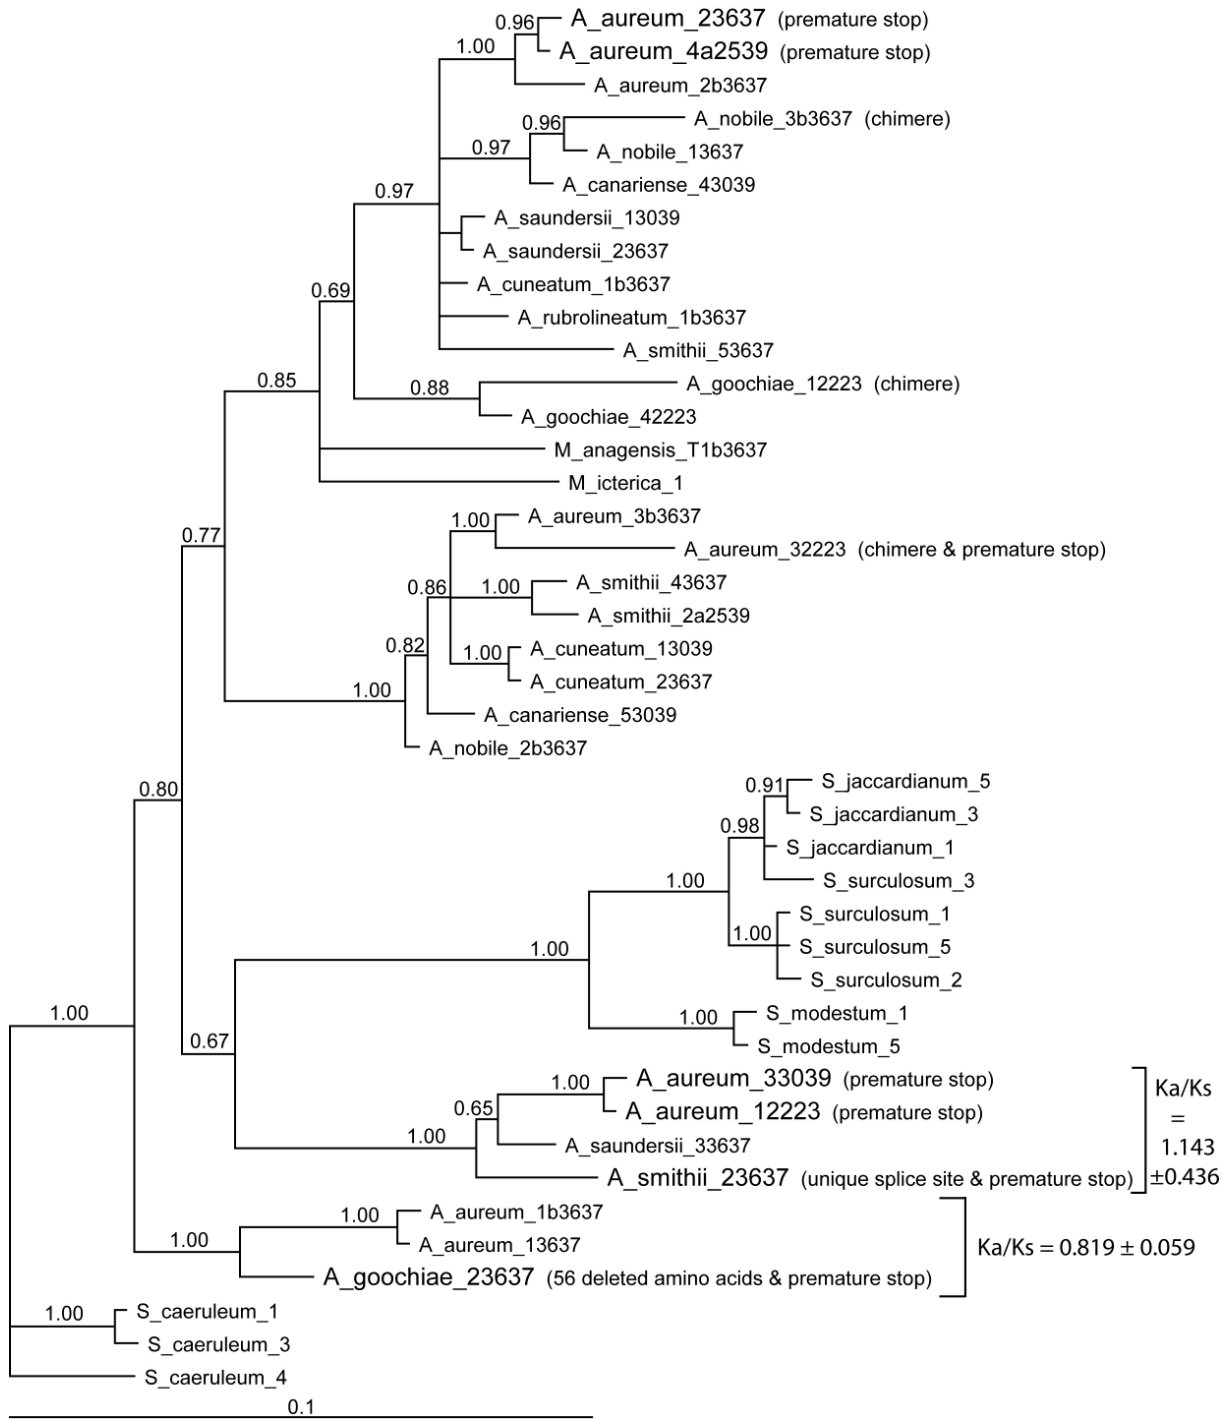 0.96
A_aureum_23637 (premature stop)
1.00
A_aureum_4a2539 (premature stop)
A_aureum_2b3637
0.96
A_nobile_3b3637 (chimere)
0.97
A_nobile_13637
A_canariense_43039
0.97
A_saundersii_13039
A_saundersii_23637
A_cuneatum_1b3637
0.69
A_rubrolineatum_1b3637
A_smithii_53637
0.85
0.88
A_goochiae_12223 (chimere)
A_goochiae_42223
M_anagensis_T1b3637
M_icterica_1
0.77
1.00
A_aureum_3b3637
A_aureum_32223 (chimere & premature stop)
0.86
1.00
A_smithii_43637
A_smithii_2a2539
0.82
1.00
A_cuneatum_13039
A_cuneatum_23637
1.00
A_canariense_53039
A_nobile_2b3637
0.80
0.91
S_jaccardianum_5
S_jaccardianum_3
0.98
S_jaccardianum_1
1.00
S_surculosum_3
S_surculosum_1
1.00
S_surculosum_5
1.00
S_surculosum_2
1.00
1.00
S_modestum_1
0.67
S_modestum_5
1.00
A_aureum_33039 (premature stop)
0.65
A_aureum_12223 (premature stop)
1.00
A_saundersii_33637
A_smithii_23637 (unique splice site & premature stop)
Ka/Ks
=
1.143
±0.436
1.00
A_aureum_1b3637
1.00
A_aureum_13637
A_goochiae_23637 (56 deleted amino acids & premature stop)
Ka/Ks = 0.819 ± 0.059
1.00
S_caeruleum_1
S_caeruleum_3
S_caeruleum_4
0.1